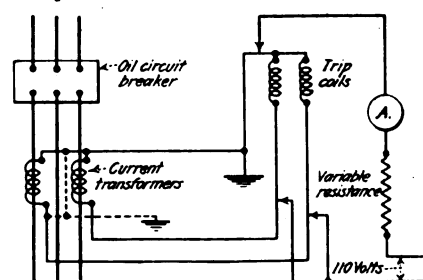 Oil circuit
breaker
Trip
coils
A.
Current
transformers
Variable
resistance
110 Volts